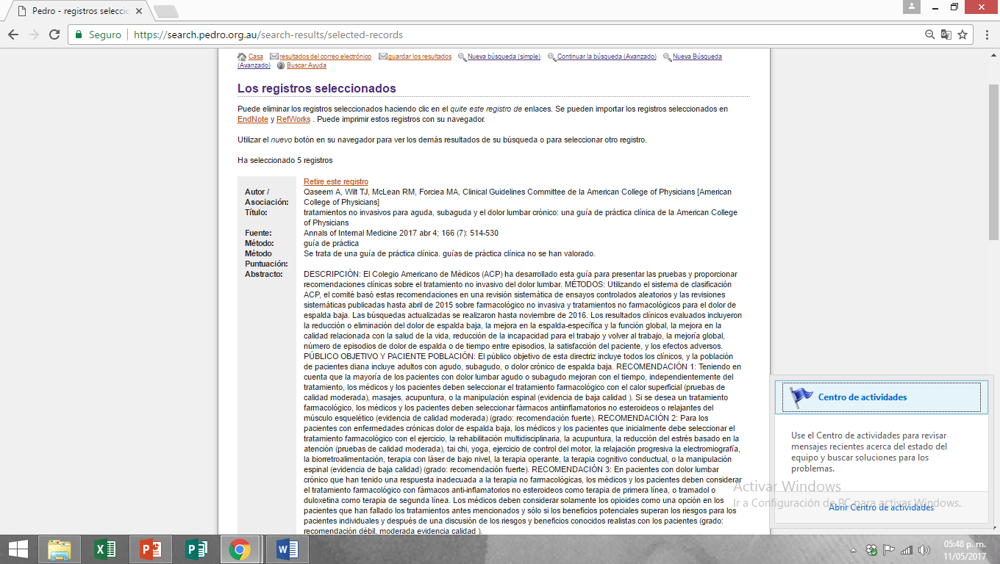 Pedro - registros selecci
Seguro
https://search.pedro.org.au/search-results/selected-records
Casa resultados del correo electrónico guardar los resultados Nueva búsqueda (simple) Continuar la búsqueda (Avanzado) Nueva Búsqueda
(Avanzado) Buscar Ayuda
Los registros seleccionados
Puede eliminar los registros seleccionados haciendo clic en el quite este registro de enlaces. Se pueden importar los registros seleccionados en
EndNote y RefWorks . Puede imprimir estos registros con su navegador.
Utilizar el nuevo botón en su navegador para ver los demás resultados de su búsqueda o para seleccionar otro registro.
Ha seleccionado 5 registros
Retire este registro
Autor / Qaseem A, Wilt TJ, McLean RM, Forciea MA, Clinical Guidelines Committee de la American College of Physicians [American
Asociación: College of Physicians]
Título: tratamientos no invasivos para aguda, subaguda y el dolor lumbar crónico: una guía de práctica clínica de la American College
of Physicians
Fuente: Annals of Internal Medicine 2017 abr 4; 166 (7): 514-530
Método: guía de práctica
Método Se trata de una guía de práctica clínica. guías de práctica clínica no se han valorado.
Puntuación:
Abstracto: DESCRIPCIÓN: El Colegio Americano de Médicos (ACP) ha desarrollado esta guía para presentar las pruebas y proporcionar
recomendaciones clínicas sobre el tratamiento no invasivo del dolor lumbar. MÉTODOS: Utilizando el sistema de clasificación
ACP, el comité basó estas recomendaciones en una revisión sistemática de ensayos controlados aleatorios y las revisiones
sistemáticas publicadas hasta abril de 2015 sobre farmacológico no invasiva y tratamientos no farmacológicos para el dolor de
espalda baja. Las búsquedas actualizadas se realizaron hasta noviembre de 2016. Los resultados clínicos evaluados incluyeron
la reducción o eliminación del dolor de espalda baja, la mejora en la espalda-específica y la función global, la mejora en la
calidad relacionada con la salud de la vida, reducción de la incapacidad para el trabajo y volver al trabajo, la mejoría global,
número de episodios de dolor de espalda o de tiempo entre episodios, la satisfacción del paciente, y los efectos adversos.
PÚBLICO OBJETIVO Y PACIENTE POBLACIÓN: El público objetivo de esta directriz incluye todos los clínicos, y la población
de pacientes diana incluye adultos con agudo, subagudo, o dolor crónico de espalda baja. RECOMENDACIÓN 1: Teniendo en
cuenta que la mayoría de los pacientes con dolor lumbar agudo o subagudo mejoran con el tiempo, independientemente del
tratamiento, los médicos y los pacientes deben seleccionar el tratamiento farmacológico con el calor superficial (pruebas de
calidad moderada), masajes, acupuntura, o la manipulación espinal (evidencia de baja calidad ). Si se desea un tratamiento
farmacológico, los médicos y los pacientes deben seleccionar fármacos antiinflamatorios no esteroideos o relajantes del
músculo esquelético (evidencia de calidad moderada) (grado: recomendación fuerte). RECOMENDACIÓN 2: Para los
pacientes con enfermedades crónicas dolor de espalda baja, los médicos y los pacientes que inicialmente debe seleccionar el
tratamiento farmacológico con el ejercicio, la rehabilitación multidisciplinaria, la acupuntura, la reducción del estrés basado en la
atención (pruebas de calidad moderada), tai chi, yoga, ejercicio de control del motor, la relajación progresiva la electromiografía,
la biorretroalimentación, terapia con láser de bajo nivel, la terapia operante, la terapia cognitivo conductual, o la manipulación
espinal (evidencia de baja calidad) (grado: recomendación fuerte). RECOMENDACIÓN 3: En pacientes con dolor lumbar
crónico que han tenido una respuesta inadecuada a la terapia no farmacológicas, los médicos y los pacientes deben considerar
el tratamiento farmacológico con fármacos anti-inflamatorios no esteroideos como terapia de primera línea, o tramadol o
duloxetina como terapia de segunda línea. Los médicos deben considerar solamente los opioides como una opción en los
pacientes que han fallado los tratamientos antes mencionados y sólo si los beneficios potenciales superan los riesgos para los
pacientes individuales y después de una discusión de los riesgos y beneficios conocidos realistas con los pacientes (grado:
recomendación débil, moderada evidencia calidad ).
Centro de actividades
Use el Centro de actividades para revisar
mensajes recientes acerca del estado del
equipo y buscar soluciones para los
problemas.
Activar Windows
Ir a Configuración de PC para activar Windows.
Abrir Centro de actividades
05:48 p. m.
11/05/2017